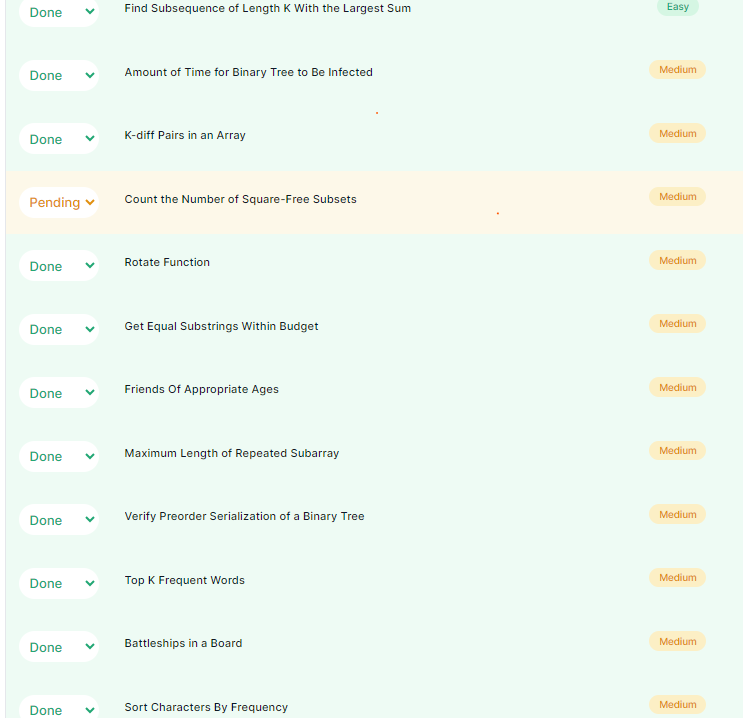 Done Find Subsequence of Length K With the Largest Sum Easy
Done Amount of Time for Binary Tree to Be Infected Medium
Done K-diff Pairs in an Array Medium
Pending Count the Number of Square-Free Subsets Medium
Done Rotate Function Medium
Done Get Equal Substrings Within Budget Medium
Done Friends Of Appropriate Ages Medium
Done Maximum Length of Repeated Subarray Medium
Done Verify Preorder Serialization of a Binary Tree Medium
Done Top K Frequent Words Medium
Done Battleships in a Board Medium
Done Sort Characters By Frequency Medium